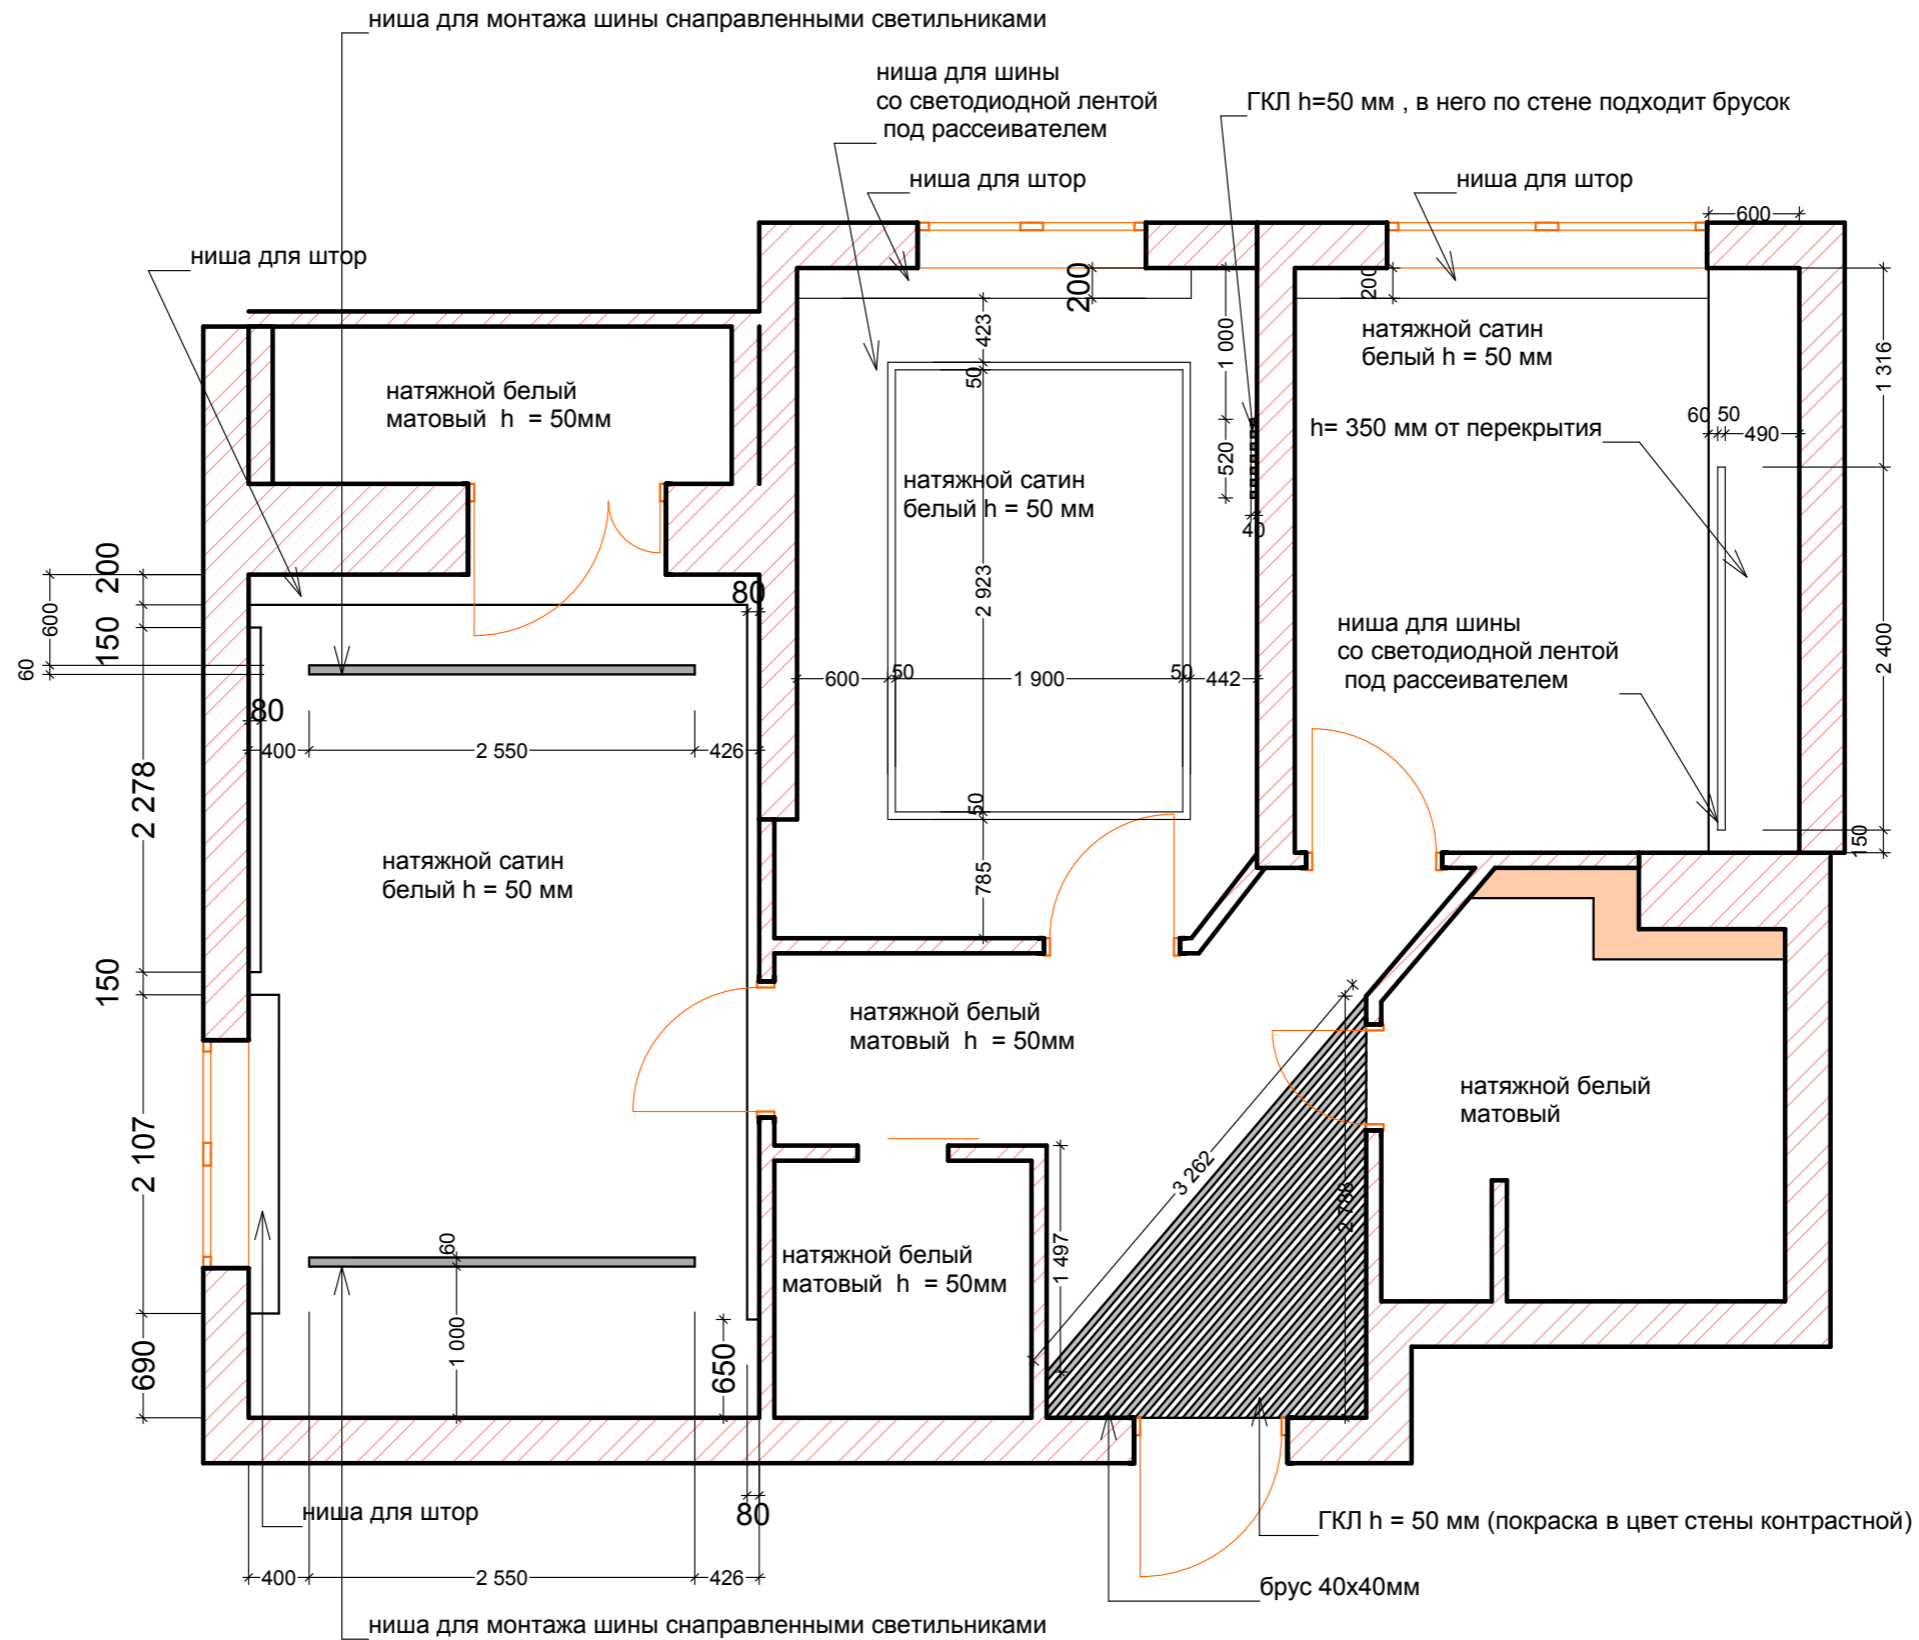 ниша для монтажа шины снаправленными светильниками
ниша для шины
со светодиодной лентой
под рассеивателем
ГКЛ h=50 мм , в него по стене подходит брусок
ниша для штор
ниша для штор
600
ниша для штор
200
200
423
1 000
1 316
натяжной сатин
белый h = 50 мм
натяжной белый
матовый h = 50мм
50
60
50
490
h= 350 мм от перекрытия
520
натяжной сатин
белый h = 50 мм
40
200
600
150
60
80
2 923
ниша для шины
со светодиодной лентой
под рассеивателем
2 400
600
50
1 900
50
442
80
400
2 550
426
2 278
50
150
натяжной сатин
белый h = 50 мм
785
150
натяжной белый
матовый h = 50мм
натяжной белый
матовый
2 107
3 262
2 788
60
1 497
натяжной белый
матовый h = 50мм
690
1 000
650
ниша для штор
80
ГКЛ h = 50 мм (покраска в цвет стены контрастной)
400
2 550
426
брус 40х40мм
ниша для монтажа шины снаправленными светильниками